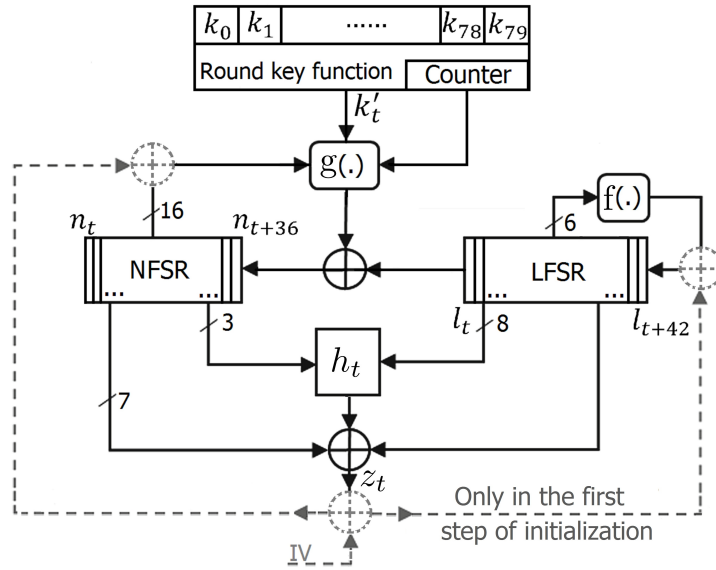 k₀ k₁ ...... k₇₈ k₇₉
Round key function Counter
k′ₜ
g(.)
f(.)
16
6
nₜ
nₜ₊₃₆
NFSR
LFSR
... ...
... ...
3
lₜ
8
lₜ₊₄₂
hₜ
7
zₜ
Only in the first
step of initialization
IV